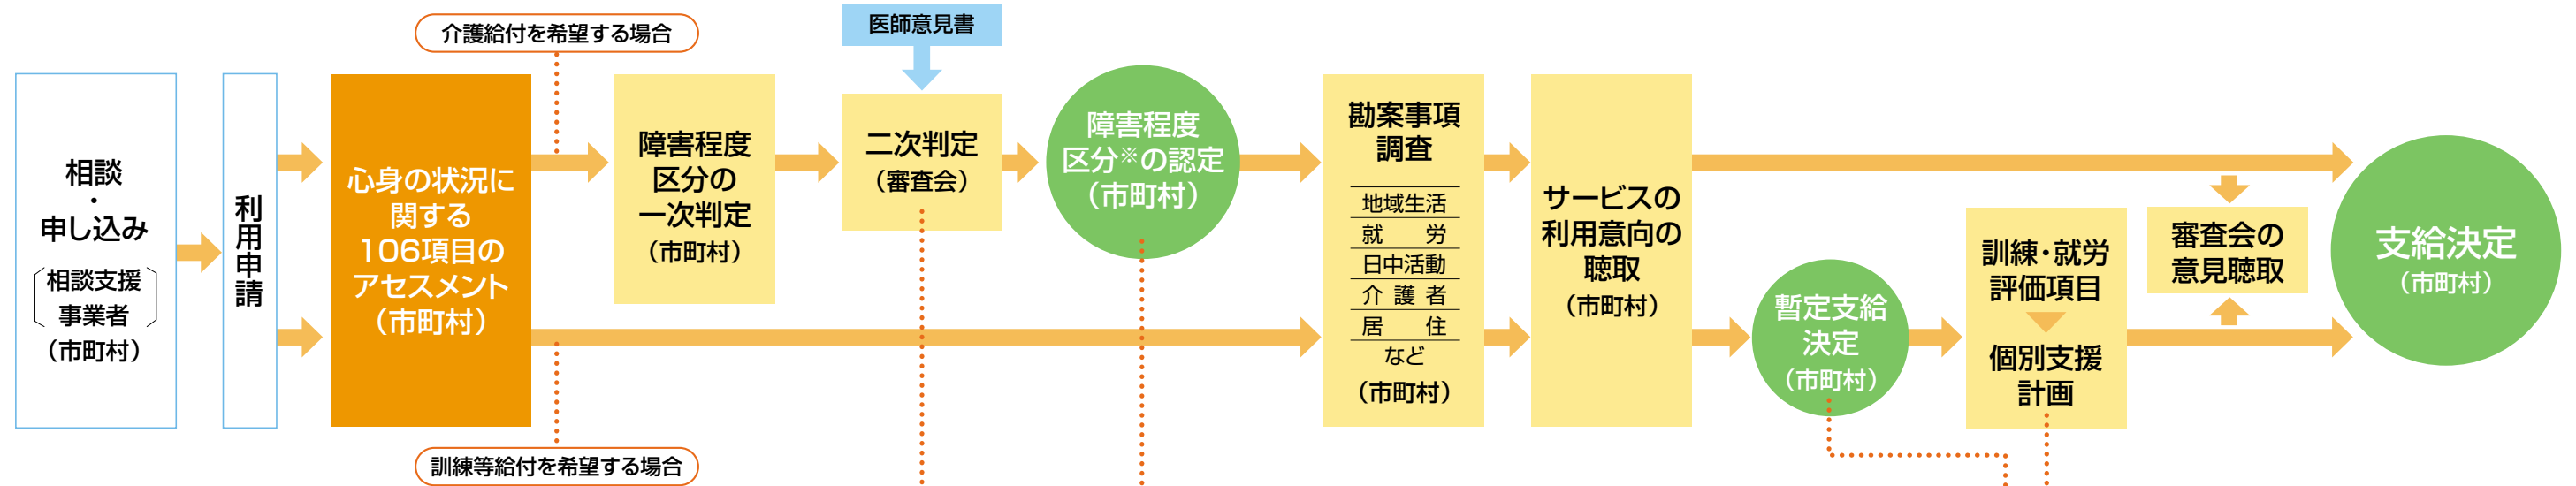 相談
・
申し込み
相談支援
事業者
（市町村）
利用申請
心身の状況に
関する
106項目の
アセスメント
（市町村）
介護給付を希望する場合
訓練等給付を希望する場合
障害程度
区分の
一次判定
（市町村）
医師意見書
二次判定
（審査会）
障害程度
区分※の認定
（市町村）
勘案事項
調査
地域生活
就　労
日中活動
介護者
居　住
など
（市町村）
サービスの
利用意向の
聴取
（市町村）
暫定支給
決定
（市町村）
訓練・就労
評価項目
個別支援
計画
審査会の
意見聴取
支給決定
（市町村）